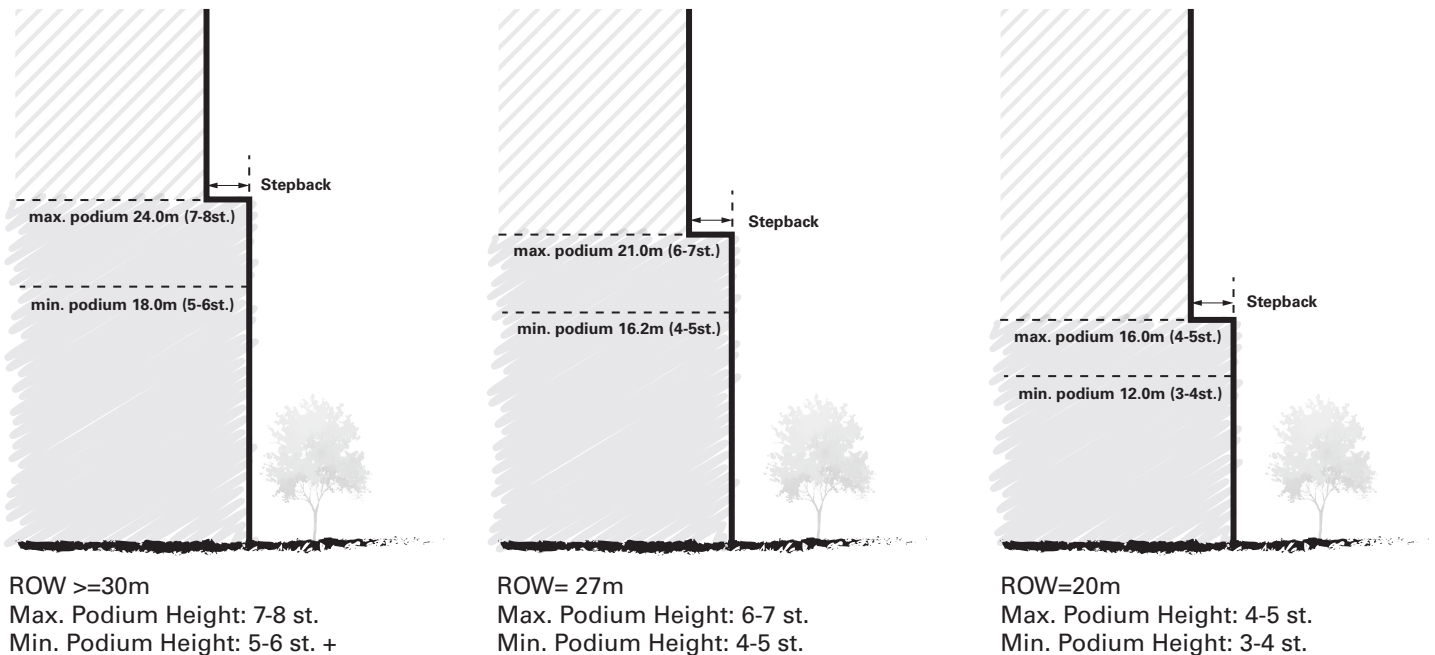 Stepback
max. podium 24.0m (7-8st.)
min. podium 18.0m (5-6st.)
ROW >=30m
Max. Podium Height: 7-8 st.
Min. Podium Height: 5-6 st. +
Stepback
max. podium 21.0m (6-7st.)
min. podium 16.2m (4-5st.)
ROW= 27m
Max. Podium Height: 6-7 st.
Min. Podium Height: 4-5 st.
Stepback
max. podium 16.0m (4-5st.)
min. podium 12.0m (3-4st.)
ROW=20m
Max. Podium Height: 4-5 st.
Min. Podium Height: 3-4 st.